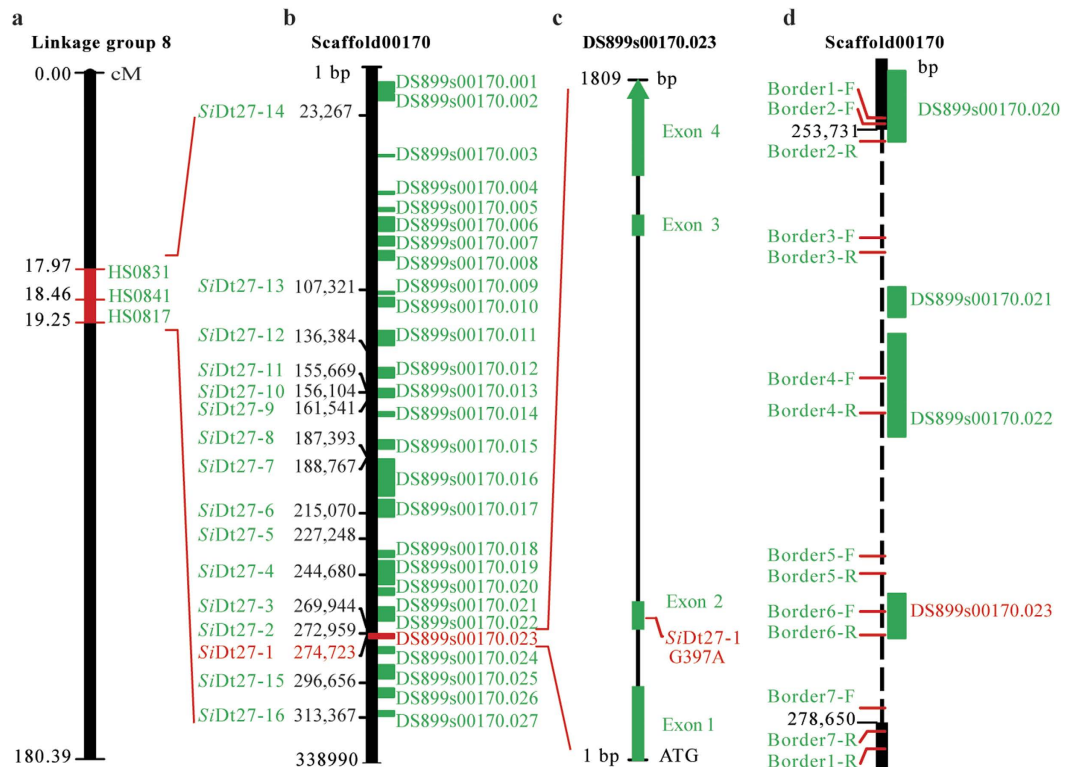 a
Linkage group 8
0.00
cM
17.97
HS0831
18.46
HS0841
19.25
HS0817
180.39
b
Scaffold00170
1 bp
SiDt27-14 23,267
SiDt27-13 107,321
SiDt27-12 136,384
SiDt27-11 155,669
SiDt27-10 156,104
SiDt27-9 161,541
SiDt27-8 187,393
SiDt27-7 188,767
SiDt27-6 215,070
SiDt27-5 227,248
SiDt27-4 244,680
SiDt27-3 269,944
SiDt27-2 272,959
SiDt27-1 274,723
SiDt27-15 296,656
SiDt27-16 313,367
338990
DS899s00170.001
DS899s00170.002
DS899s00170.003
DS899s00170.004
DS899s00170.005
DS899s00170.006
DS899s00170.007
DS899s00170.008
DS899s00170.009
DS899s00170.010
DS899s00170.011
DS899s00170.012
DS899s00170.013
DS899s00170.014
DS899s00170.015
DS899s00170.016
DS899s00170.017
DS899s00170.018
DS899s00170.019
DS899s00170.020
DS899s00170.021
DS899s00170.022
DS899s00170.023
DS899s00170.024
DS899s00170.025
DS899s00170.026
DS899s00170.027
c
DS899s00170.023
1809 bp
Exon 4
Exon 3
Exon 2
SiDt27-1
G397A
Exon 1
1 bp ATG
d
Scaffold00170
bp
Border1-F
Border2-F
253,731
Border2-R
DS899s00170.020
Border3-F
Border3-R
DS899s00170.021
Border4-F
Border4-R
DS899s00170.022
Border5-F
Border5-R
Border6-F
DS899s00170.023
Border6-R
Border7-F
278,650
Border7-R
Border1-R